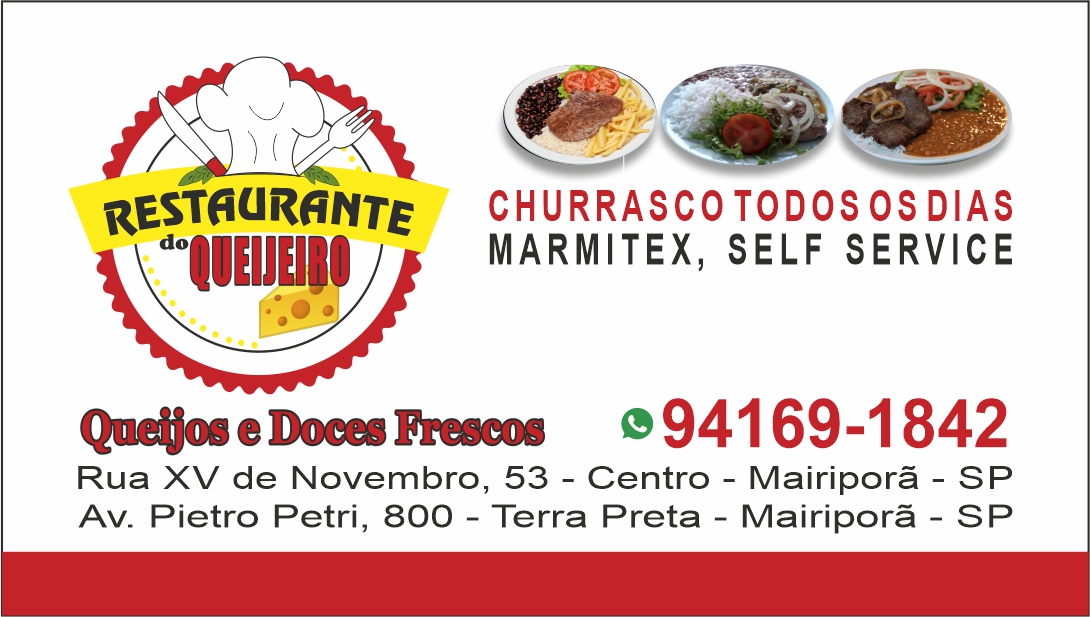 RESTAURANTE
do QUEIJEIRO
CHURRASCO TODOS OS DIAS
MARMITEX, SELF SERVICE
Queijos e Doces Frescos
94169-1842
Rua XV de Novembro, 53 - Centro - Mairiporã - SP
Av. Pietro Petri, 800 - Terra Preta - Mairiporã - SP